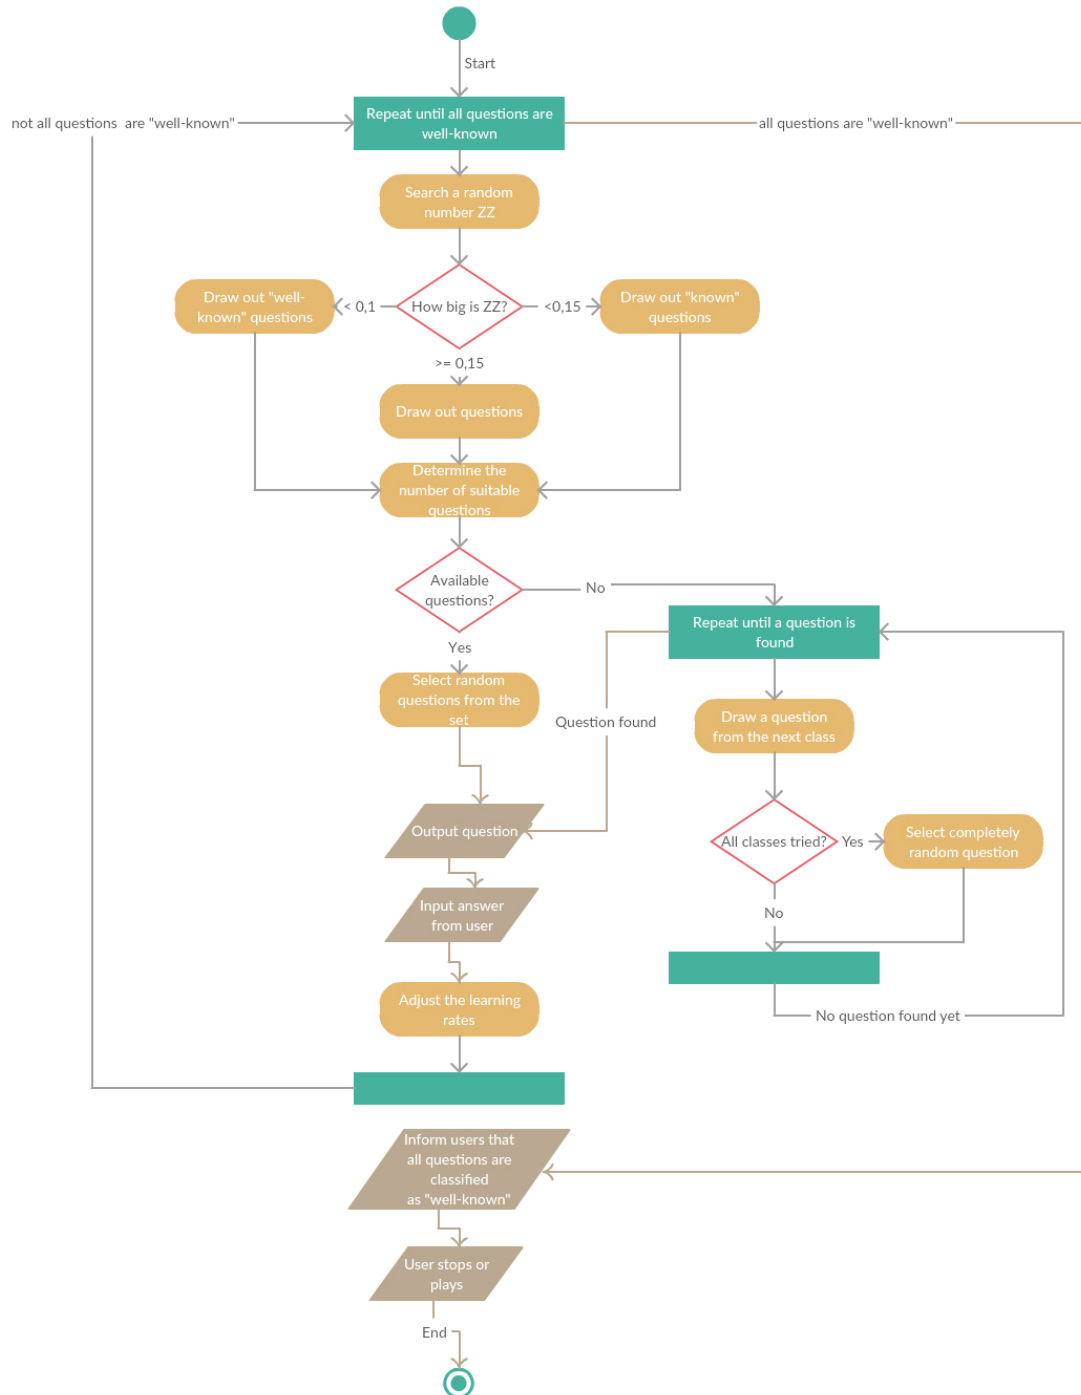 Start
not all questions  are "well-known"
Repeat until all questions are
well-known
all questions are "well-known"
Search a random
number ZZ
Draw out "well-
known" questions
< 0,1
How big is ZZ?
<0,15
Draw out "known"
questions
>= 0,15
Draw out questions
Determine the
number of suitable
questions
Available
questions?
No
Repeat until a question is
found
Yes
Select random
questions from the
set
Question found
Draw a question
from the next class
Output question
All classes tried?
Yes
Select completely
random question
Input answer
from user
No
Adjust the learning
rates
No question found yet
Inform users that
all questions are
classified
as "well-known"
User stops or
plays
End